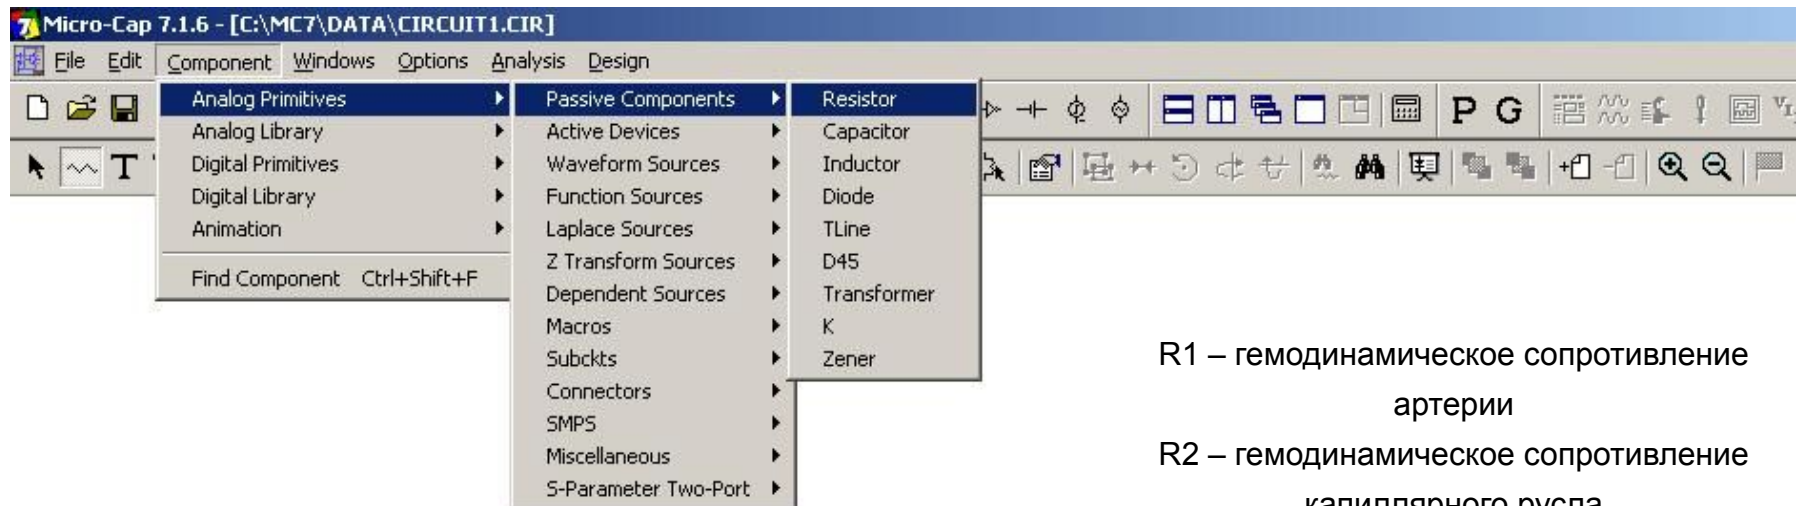 Micro-Cap 7.1.6 - [C:\MC7\DATA\CIRCUIT1.CIR]
File Edit Component Windows Options Analysis Design
Analog Primitives
Analog Library
Digital Primitives
Digital Library
Animation
Find Component Ctrl+Shift+F
Passive Components
Active Devices
Waveform Sources
Function Sources
Laplace Sources
Z Transform Sources
Dependent Sources
Macros
Subckts
Connectors
SMPS
Miscellaneous
S-Parameter Two-Port
Resistor
Capacitor
Inductor
Diode
TLine
D45
Transformer
K
Zener
P G
T
R1 – гемодинамическое сопротивление
артерии
R2 – гемодинамическое сопротивление
капиллярного русла